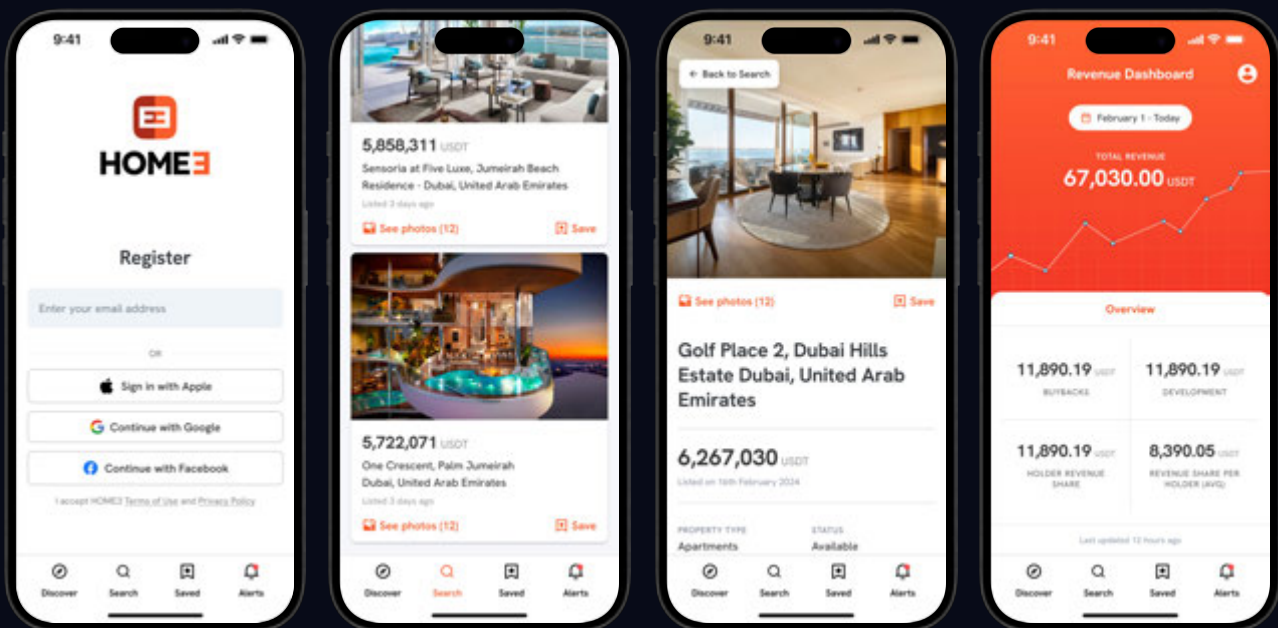 9:41
HOME3
Register
Enter your email address
OR
Sign in with Apple
Continue with Google
Continue with Facebook
I accept HOME3 Terms of Use and Privacy Policy
Discover
Search
Saved
Alerts
5,858,311 USDT
Sensoria at Five Luxe, Jumeirah Beach
Residence - Dubai, United Arab Emirates
Listed 3 days ago
See photos (12)
Save
5,722,071 USDT
One Crescent, Palm Jumeirah
Dubai, United Arab Emirates
Listed 3 days ago
See photos (12)
Save
Discover
Search
Saved
Alerts
9:41
← Back to Search
See photos (12)
Save
Golf Place 2, Dubai Hills
Estate Dubai, United Arab
Emirates
6,267,030 USDT
Listed on 16th February 2024
PROPERTY TYPE
Apartments
STATUS
Available
Discover
Search
Saved
Alerts
9:41
Revenue Dashboard
February 1 - Today
TOTAL REVENUE
67,030.00 USDT
Overview
11,890.19 USDT
BUYBACKS
11,890.19 USDT
DEVELOPMENT
11,890.19 USDT
HOLDER REVENUE
SHARE
8,390.05 USDT
REVENUE SHARE PER
HOLDER (AVG)
Last updated 12 hours ago
Discover
Search
Saved
Alerts